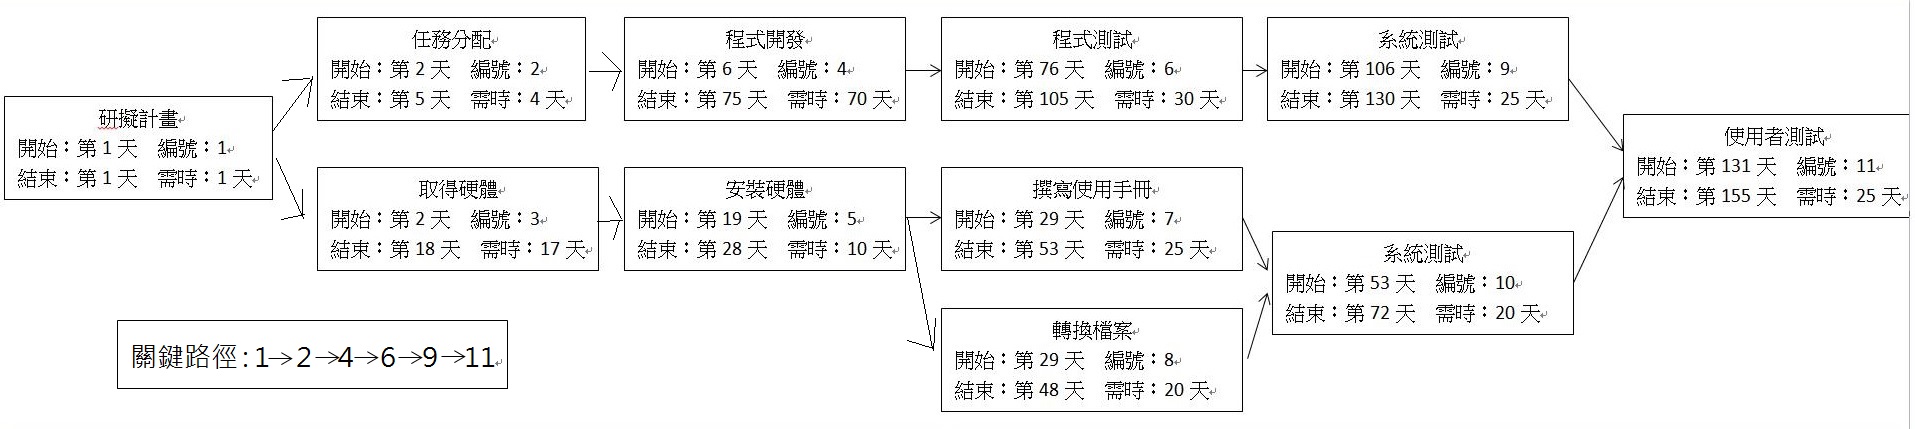 研擬計畫
開始：第 1 天 編號：1
結束：第 1 天 需時：1 天
任務分配
開始：第 2 天 編號：2
結束：第 5 天 需時：4 天
程式開發
開始：第 6 天 編號：4
結束：第 75 天 需時：70 天
程式測試
開始：第 76 天 編號：6
結束：第 105 天 需時：30 天
系統測試
開始：第 106 天 編號：9
結束：第 130 天 需時：25 天
取得硬體
開始：第 2 天 編號：3
結束：第 18 天 需時：17 天
安裝硬體
開始：第 19 天 編號：5
結束：第 28 天 需時：10 天
撰寫使用手冊
開始：第 29 天 編號：7
結束：第 53 天 需時：25 天
轉換檔案
開始：第 29 天 編號：8
結束：第 48 天 需時：20 天
系統測試
開始：第 53 天 編號：10
結束：第 72 天 需時：20 天
使用者測試
開始：第 131 天 編號：11
結束：第 155 天 需時：25 天
關鍵路徑：1→2→4→6→9→11